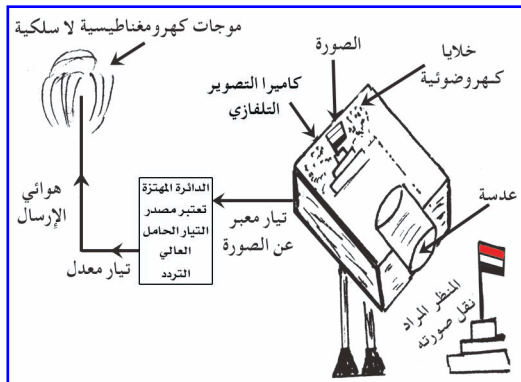 موجات كهرومغناطيسية لا سلكية
الصورة
خلايا
كهروضوئية
كاميرا التصوير
التلفازي
عدسة
هوائي
الإرسال
الدائرة المهتزة
تعتبر مصدر
التيار الحامل
العالي
التردد
تيار معبر
عن الصورة
تيار معدل
المنظر المراد
نقل صورته